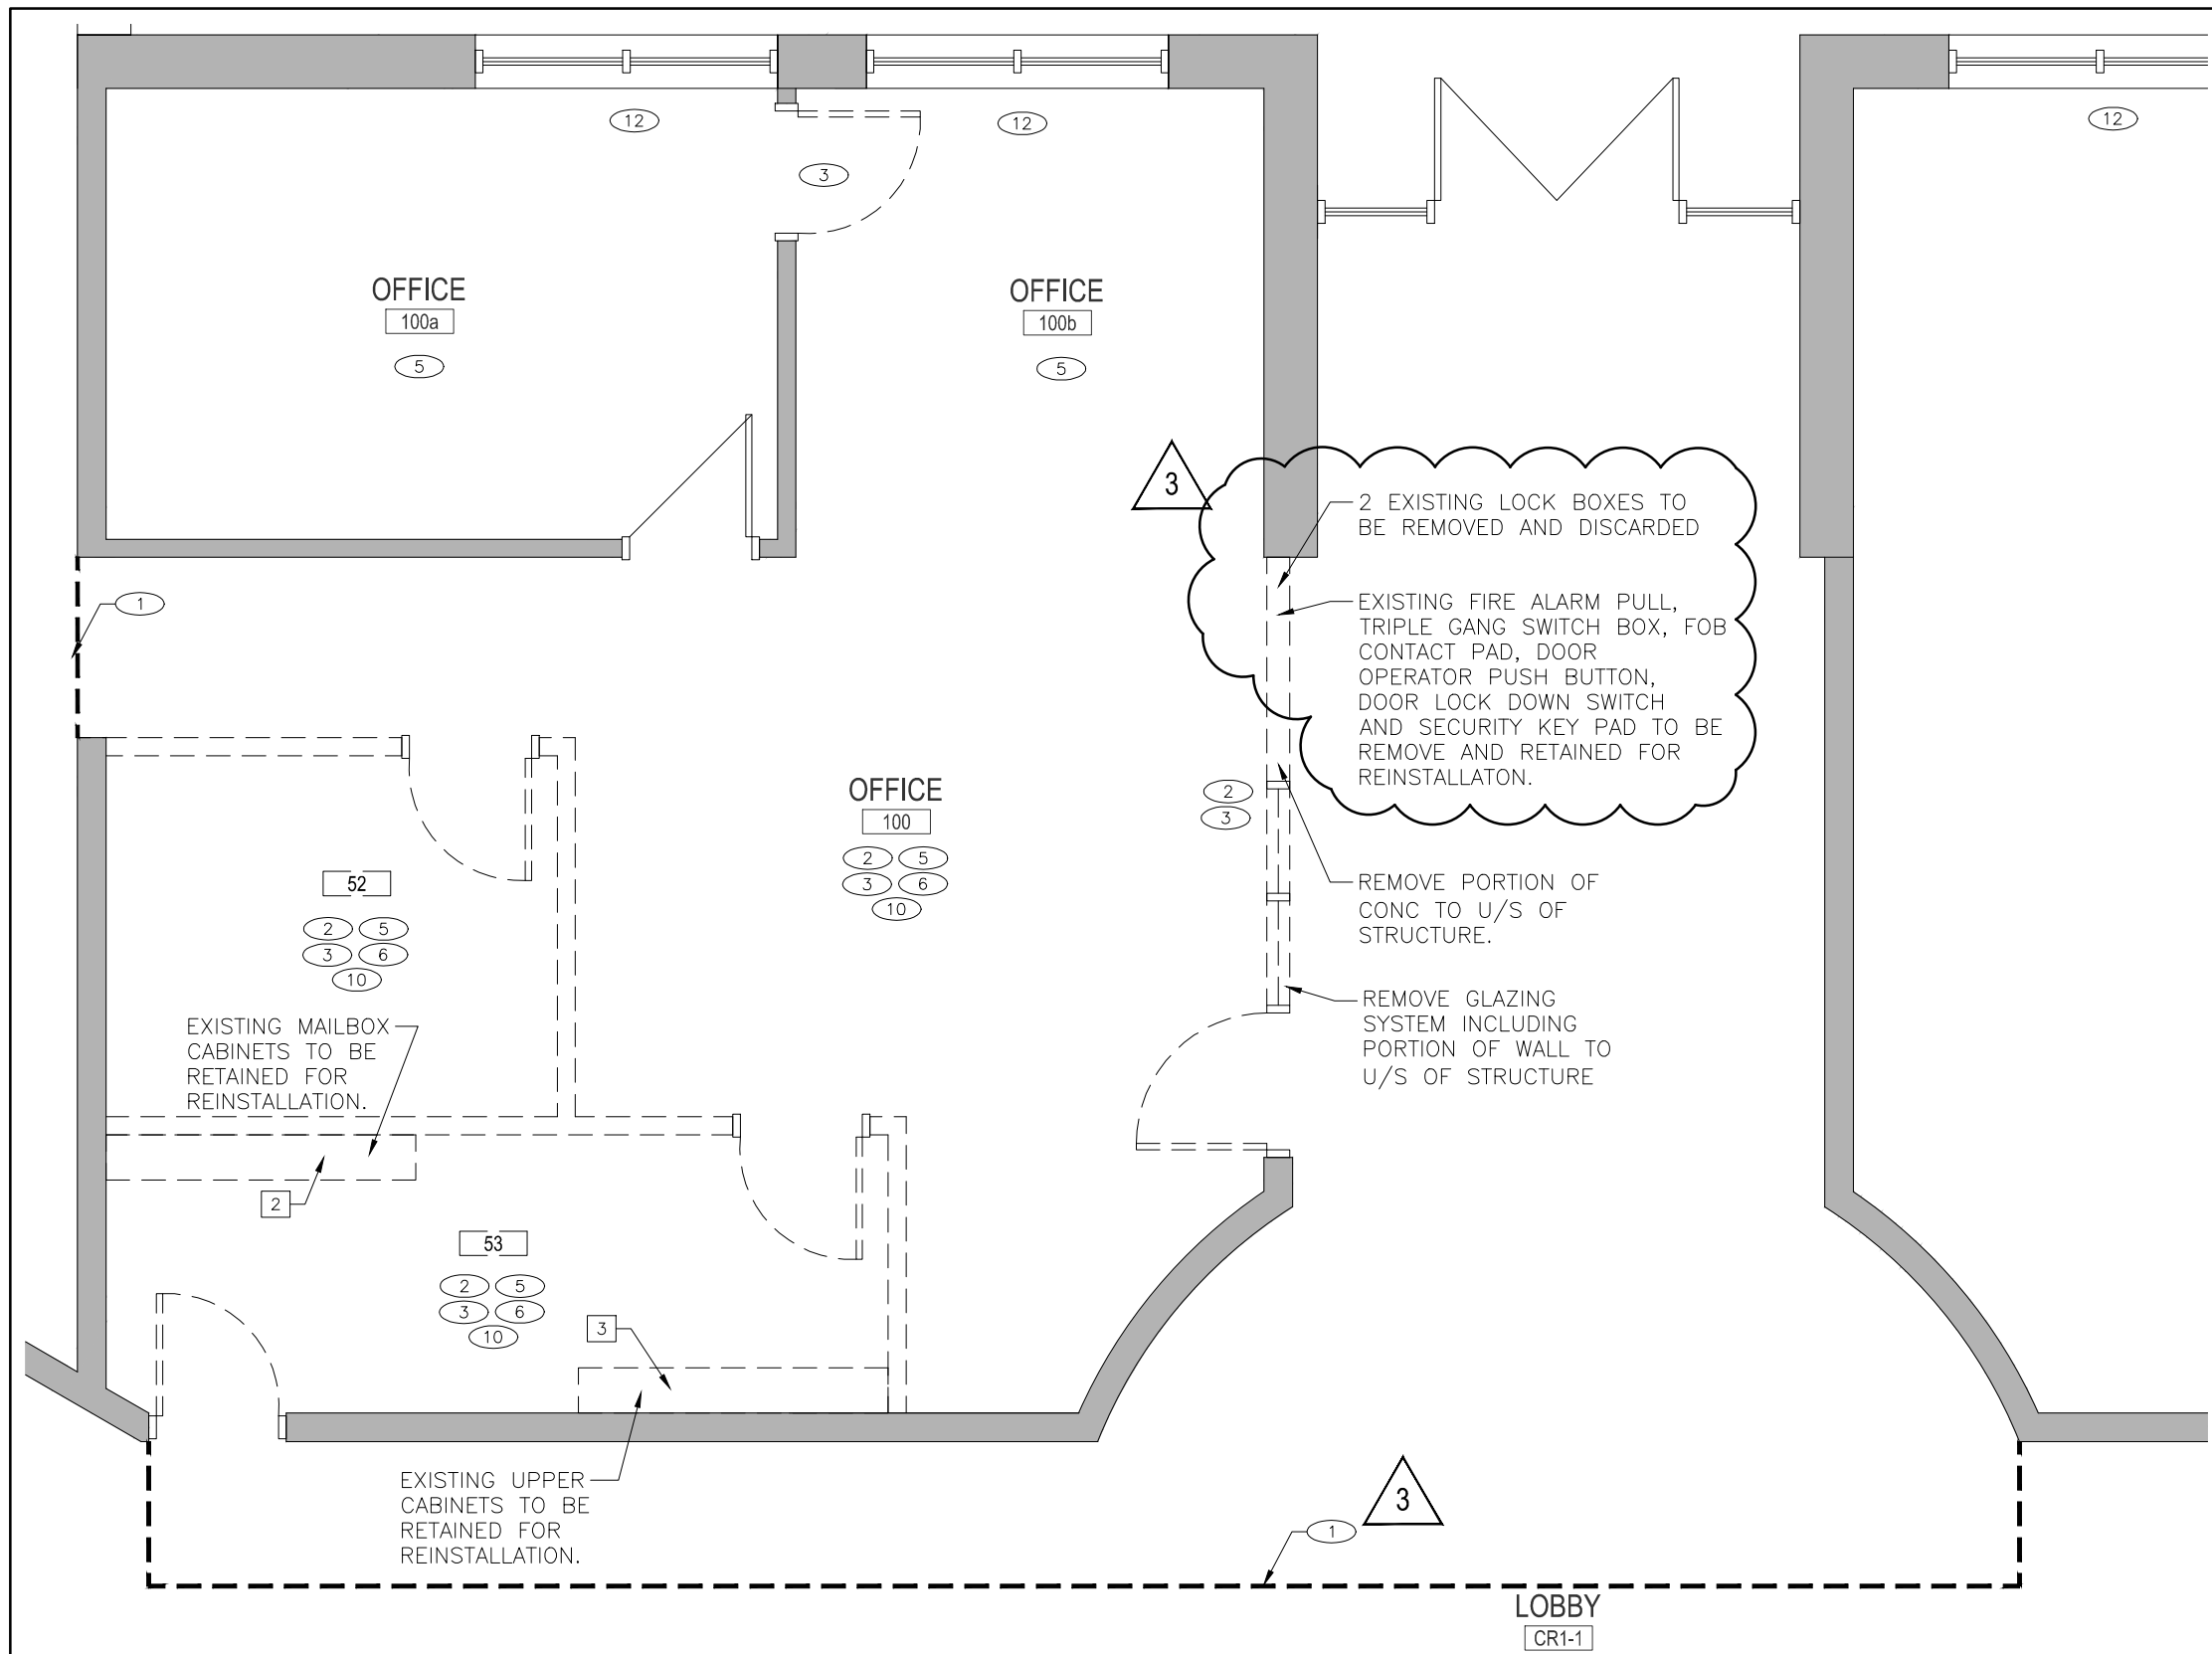 12
12
12
3
OFFICE
100a
5
OFFICE
100b
5
3
2 EXISTING LOCK BOXES TO
BE REMOVED AND DISCARDED
EXISTING FIRE ALARM PULL,
TRIPLE GANG SWITCH BOX, FOB
CONTACT PAD, DOOR
OPERATOR PUSH BUTTON,
DOOR LOCK DOWN SWITCH
AND SECURITY KEY PAD TO BE
REMOVE AND RETAINED FOR
REINSTALLATON.
1
OFFICE
100
2 5
3 6
10
2
3
REMOVE PORTION OF
CONC TO U/S OF
STRUCTURE.
52
2 5
3 6
10
REMOVE GLAZING
SYSTEM INCLUDING
PORTION OF WALL TO
U/S OF STRUCTURE
EXISTING MAILBOX
CABINETS TO BE
RETAINED FOR
REINSTALLATION.
2
53
2 5
3 6
10
3
EXISTING UPPER
CABINETS TO BE
RETAINED FOR
REINSTALLATION.
3
1
LOBBY
CR1-1